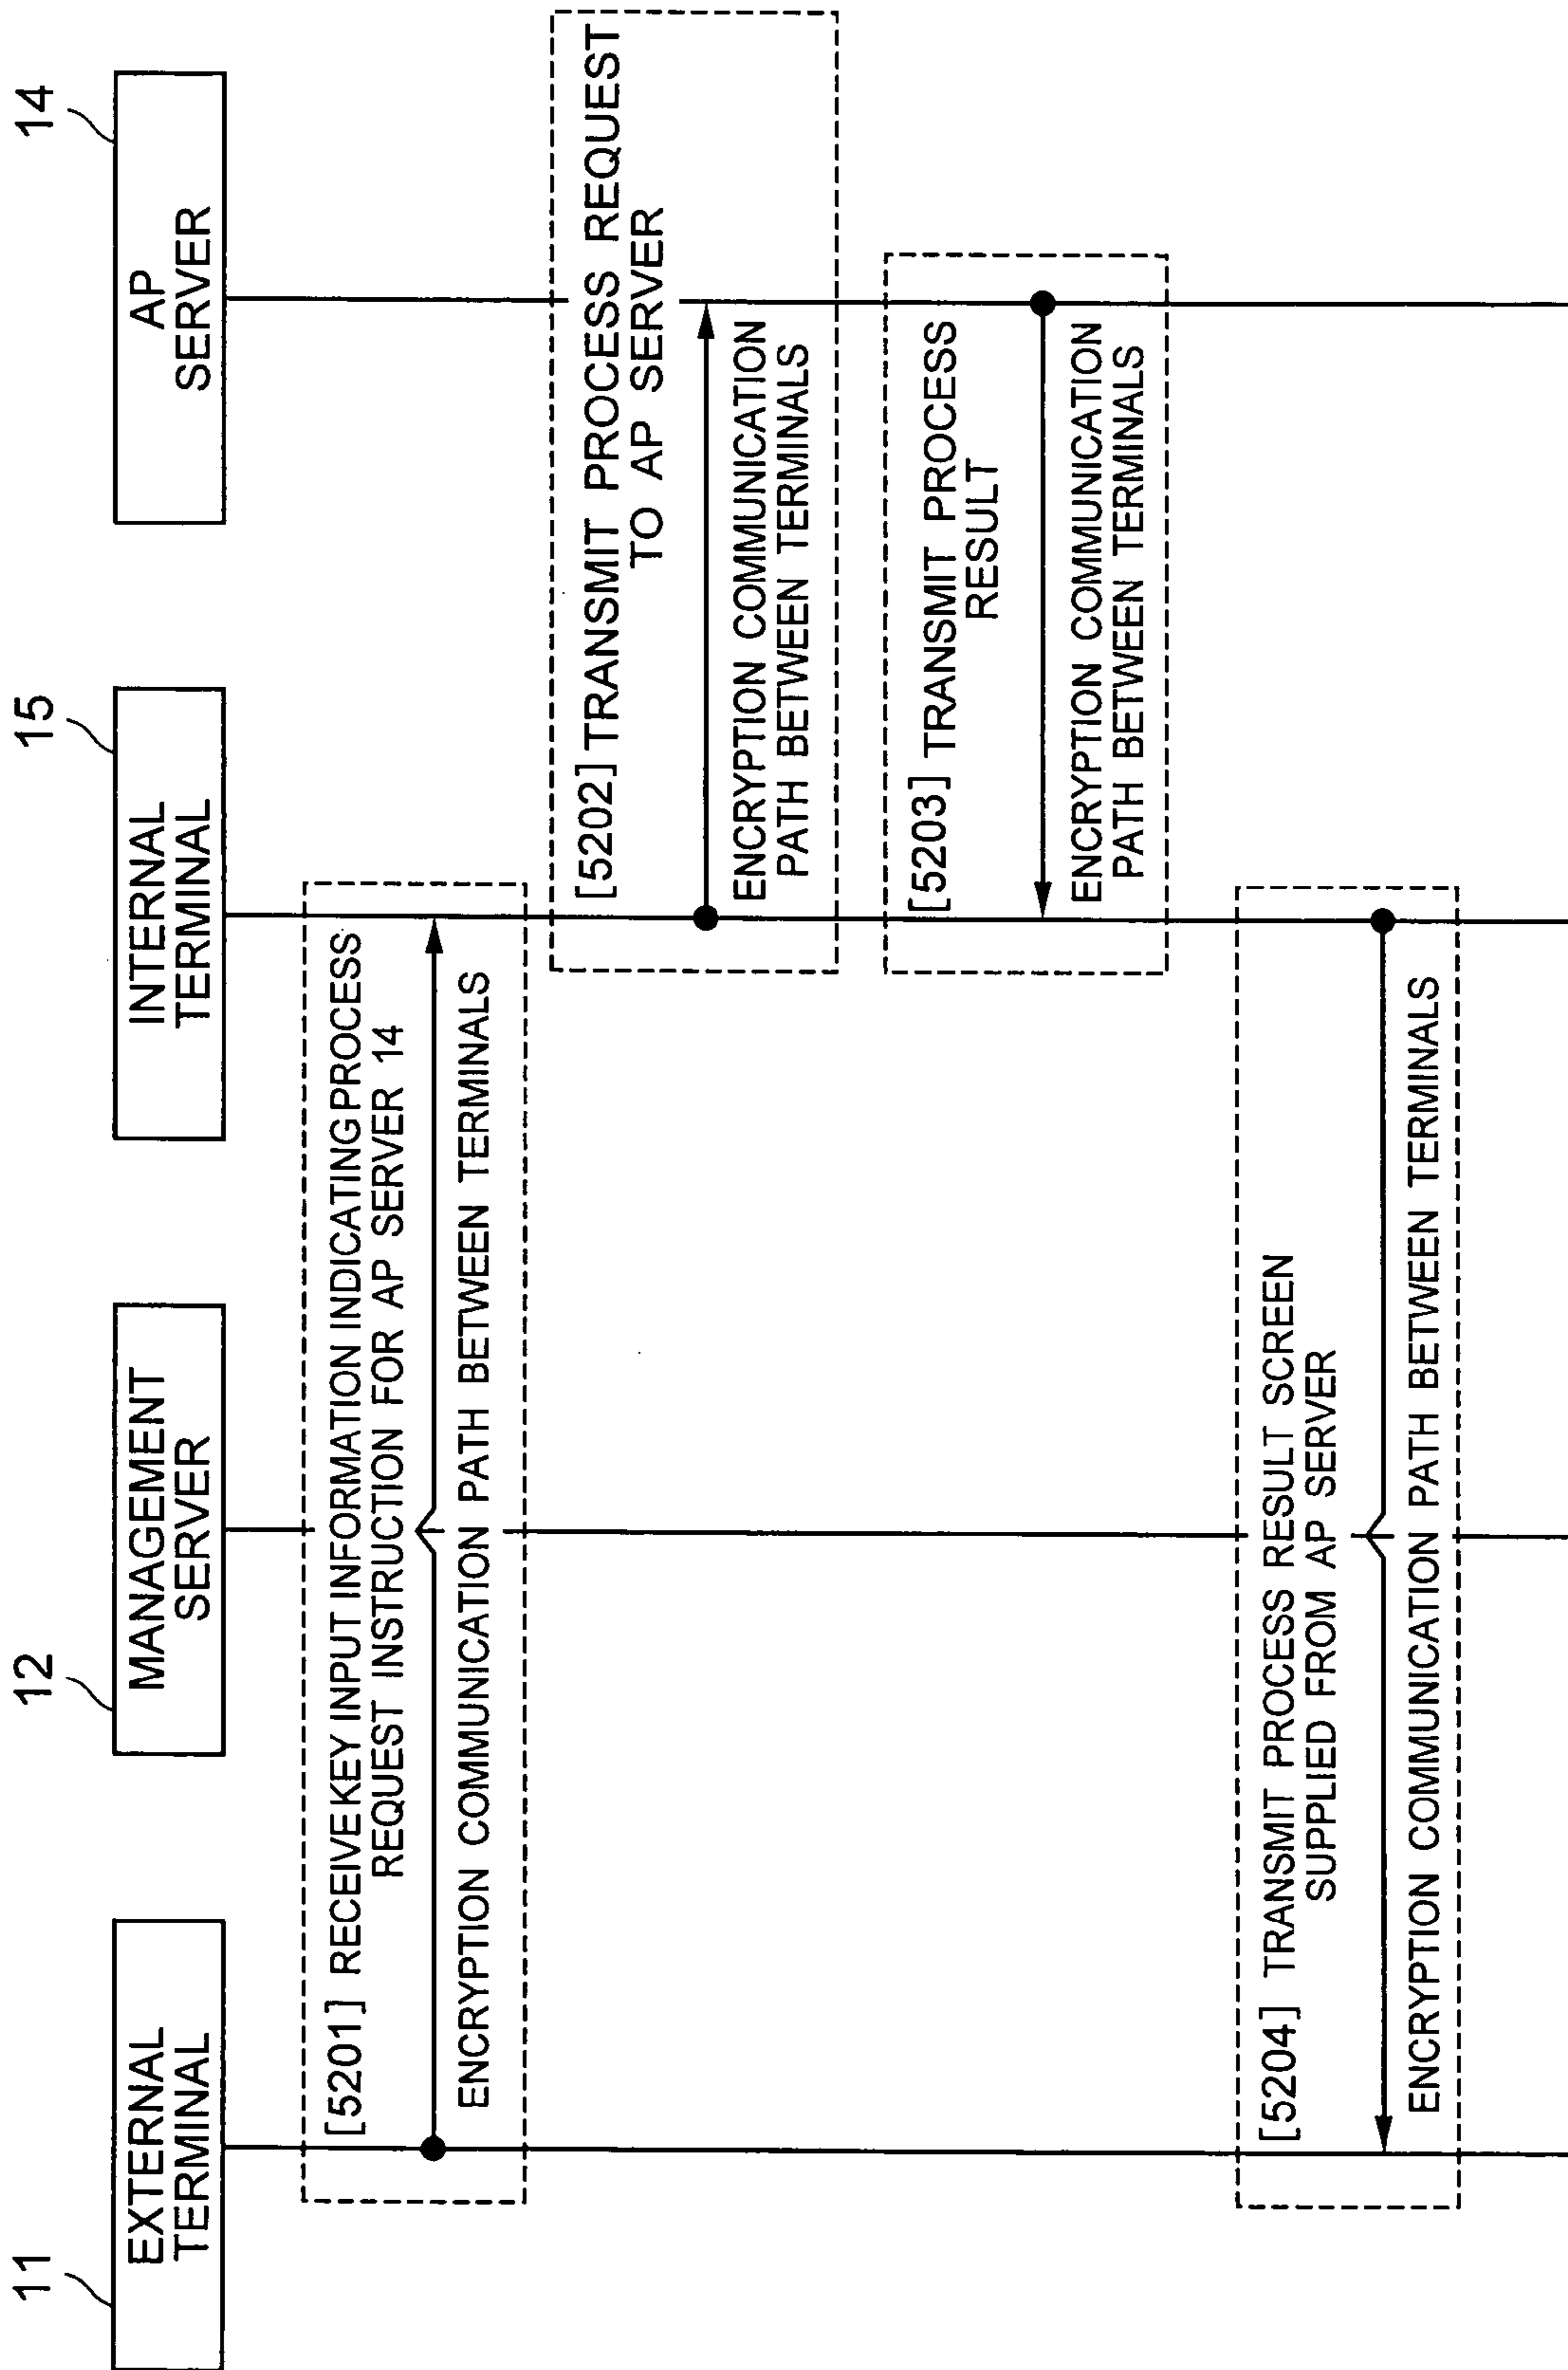 11
EXTERNAL
TERMINAL
12
MANAGEMENT
SERVER
15
INTERNAL
TERMINAL
14
AP
SERVER
[5201] RECEIVE KEY INPUT INFORMATION INDICATING PROCESS
REQUEST INSTRUCTION FOR AP SERVER 14
ENCRYPTION COMMUNICATION PATH BETWEEN TERMINALS
[5202] TRANSMIT PROCESS REQUEST
TO AP SERVER
ENCRYPTION COMMUNICATION
PATH BETWEEN TERMINALS
[5203] TRANSMIT PROCESS
RESULT
ENCRYPTION COMMUNICATION
PATH BETWEEN TERMINALS
[5204] TRANSMIT PROCESS RESULT SCREEN
SUPPLIED FROM AP SERVER
ENCRYPTION COMMUNICATION PATH BETWEEN TERMINALS